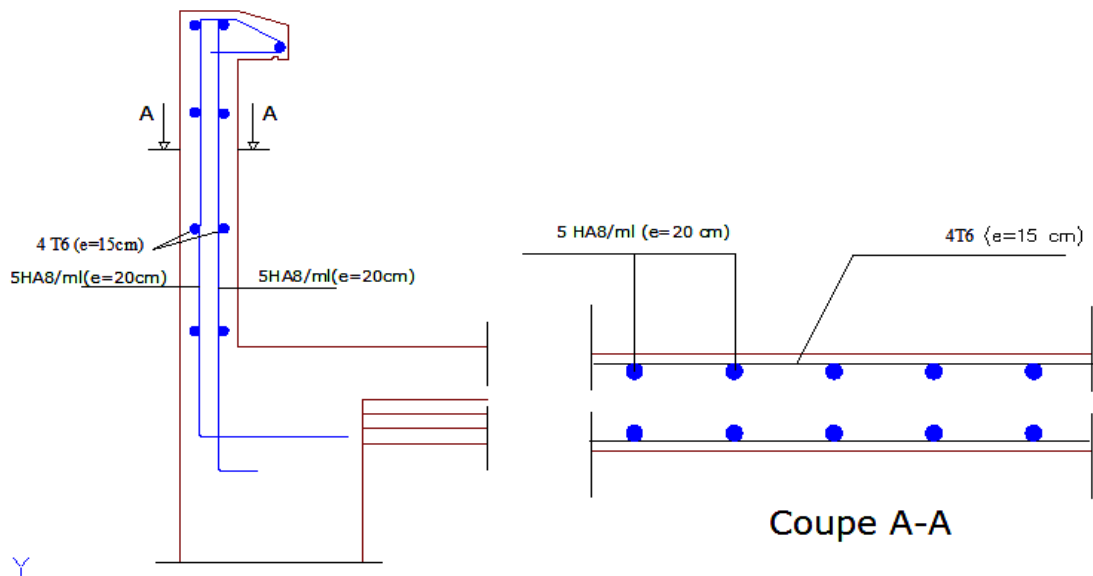 A
A
4 T6 (e=15cm)
5HA8/ml(e=20cm)
5HA8/ml(e=20cm)
5 HA8/ml (e=20 cm)
4T6 (e=15 cm)
Coupe A-A
Y